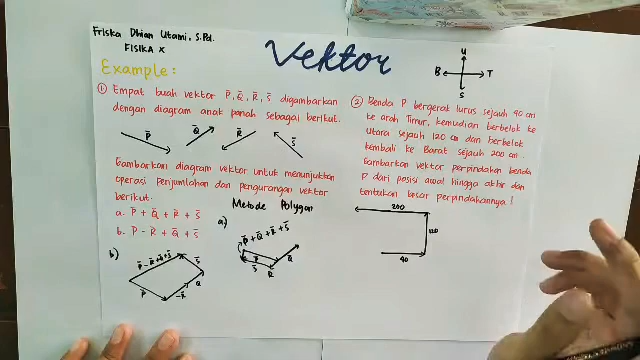 Friska Dhian Utami, S.Pd.
FISIKA X
Vektor
U
B T
S
Example:
① Empat buah vektor P̄, Q̄, R̄, S̄ digambarkan
dengan diagram anak panah sebagai berikut.
P̄ Q̄ R̄ S̄
Gambarkan diagram vektor untuk menunjukkan
operasi Penjumlahan dan pengurangan vektor
berikut.
a. P̄ + Q̄ + R̄ + S̄
b. P̄ - R̄ + Q̄ + S̄
② Benda P bergerak lurus sejauh 40 cm
ke arah Timur, kemudian berbelok ke
Utara sejauh 120 cm dan berbelok
kembali ke Barat sejauh 200 cm.
Gambarkan vektor perpindahan benda
P dari posisi awal hingga akhir dan
tentukan besar perpindahannya!
Metode Polygon
a)
P̄ + Q̄ + R̄ + S̄
P̄
S̄
R̄
Q̄
b)
P̄ - R̄ + Q̄ + S̄
S̄
Q̄
P̄
-R̄
200
120
40